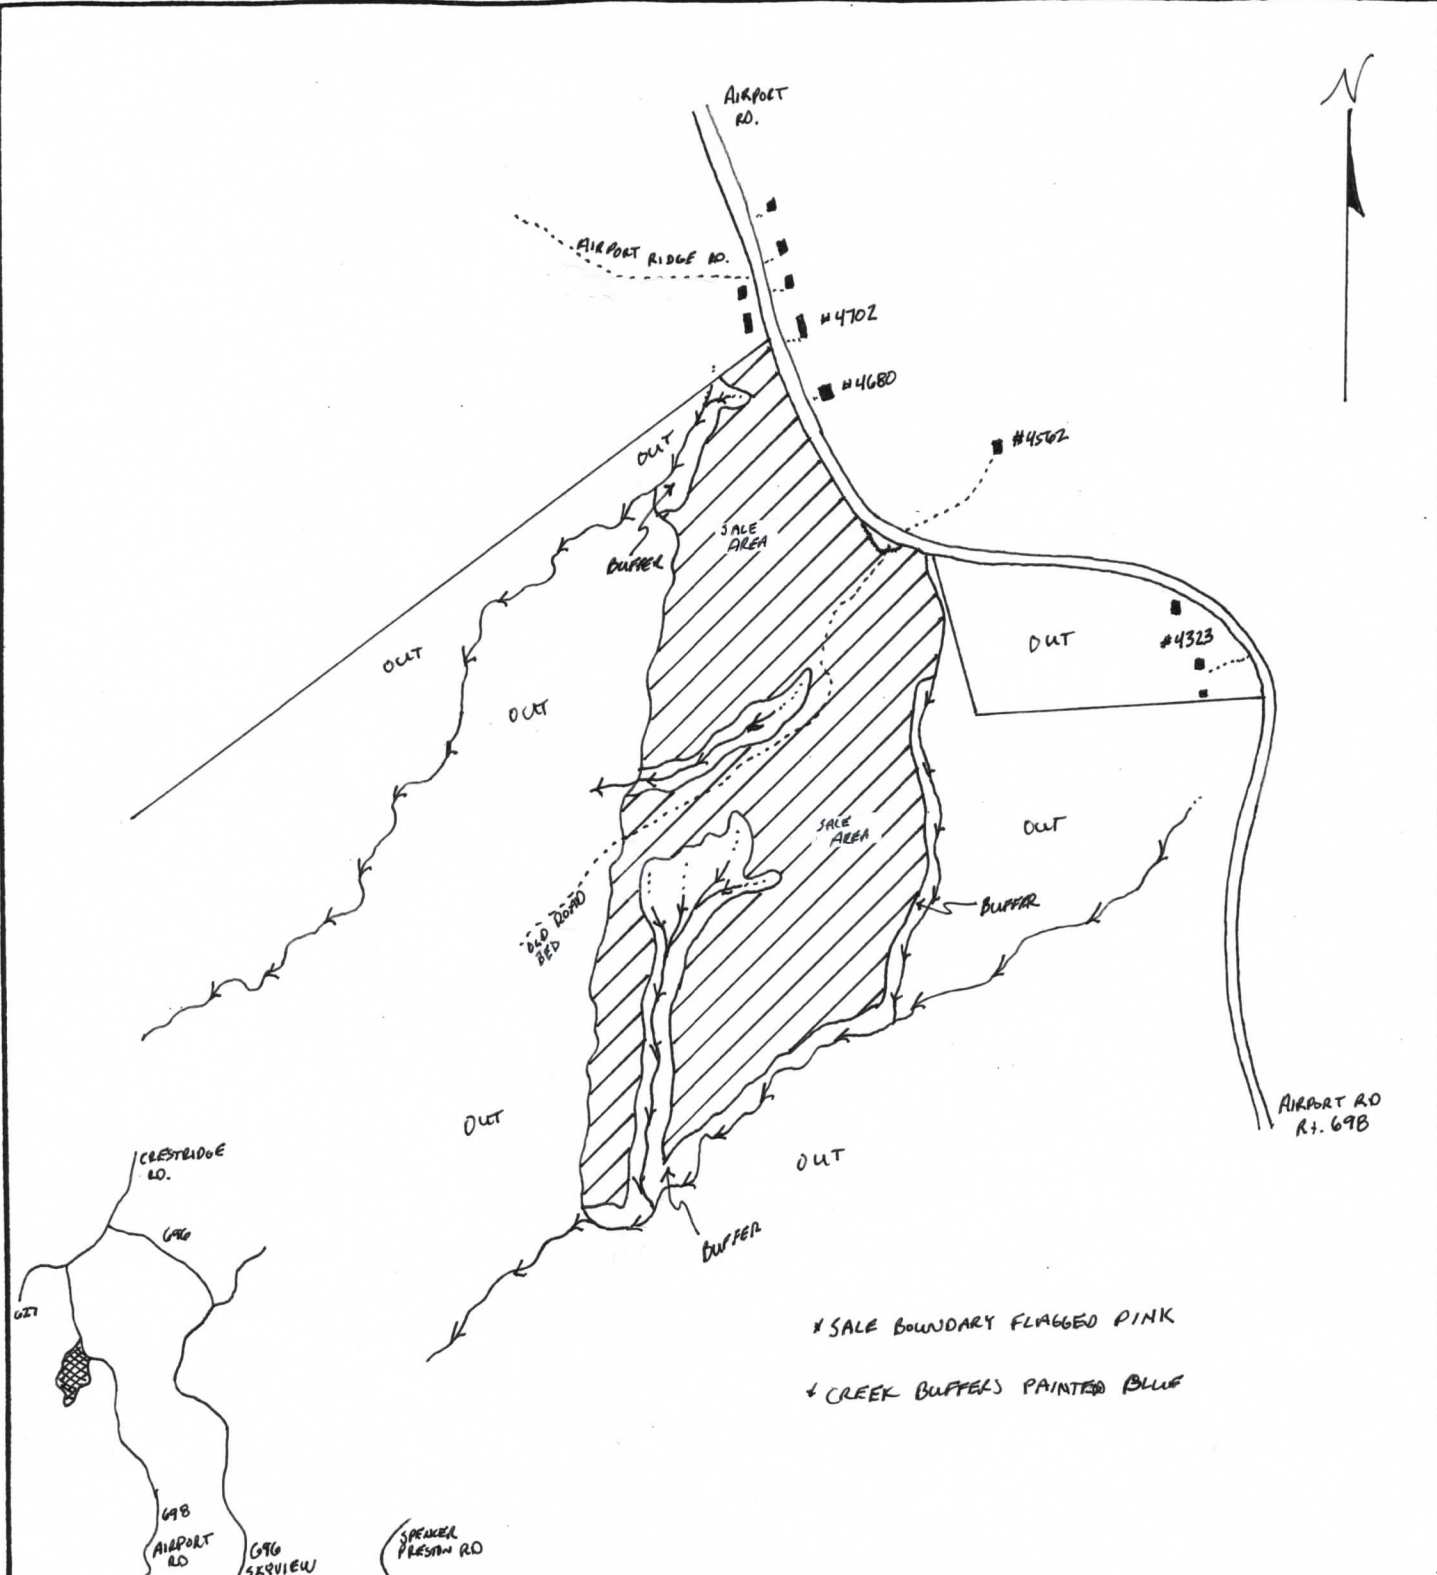 N
AIRPORT
RD.
AIRPORT RIDGE RD.
#4702
#4680
#4562
OUT
SALE
AREA
BUFFER
OUT
#4323
OUT
OUT
SALE
AREA
OUT
BUFFER
OLD ROAD
BED
AIRPORT RD
Rt. 698
OUT
OUT
CRESTRIDGE
RD.
696
BUFFER
* SALE BOUNDARY FLAGGED PINK
* CREEK BUFFERS PAINTED BLUE
698
AIRPORT
RD
696
SKYVIEW
SPENCER
PRESTON RD